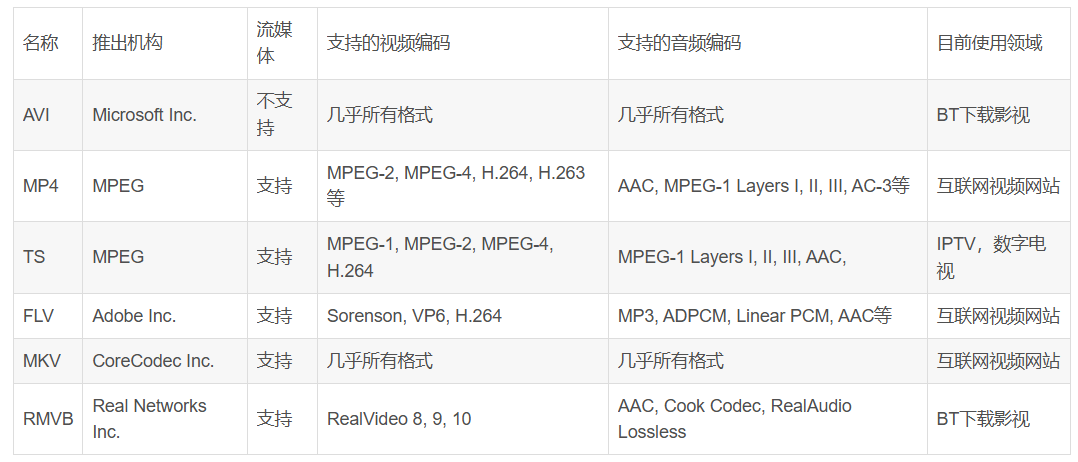 名称 推出机构 流媒体 支持的视频编码 支持的音频编码 目前使用领域
AVI Microsoft Inc. 不支持 几乎所有格式 几乎所有格式 BT下载影视
MP4 MPEG 支持 MPEG-2, MPEG-4, H.264, H.263等 AAC, MPEG-1 Layers I, II, III, AC-3等 互联网视频网站
TS MPEG 支持 MPEG-1, MPEG-2, MPEG-4, H.264 MPEG-1 Layers I, II, III, AAC, IPTV，数字电视
FLV Adobe Inc. 支持 Sorenson, VP6, H.264 MP3, ADPCM, Linear PCM, AAC等 互联网视频网站
MKV CoreCodec Inc. 支持 几乎所有格式 几乎所有格式 互联网视频网站
RMVB Real Networks Inc. 支持 RealVideo 8, 9, 10 AAC, Cook Codec, RealAudio Lossless BT下载影视